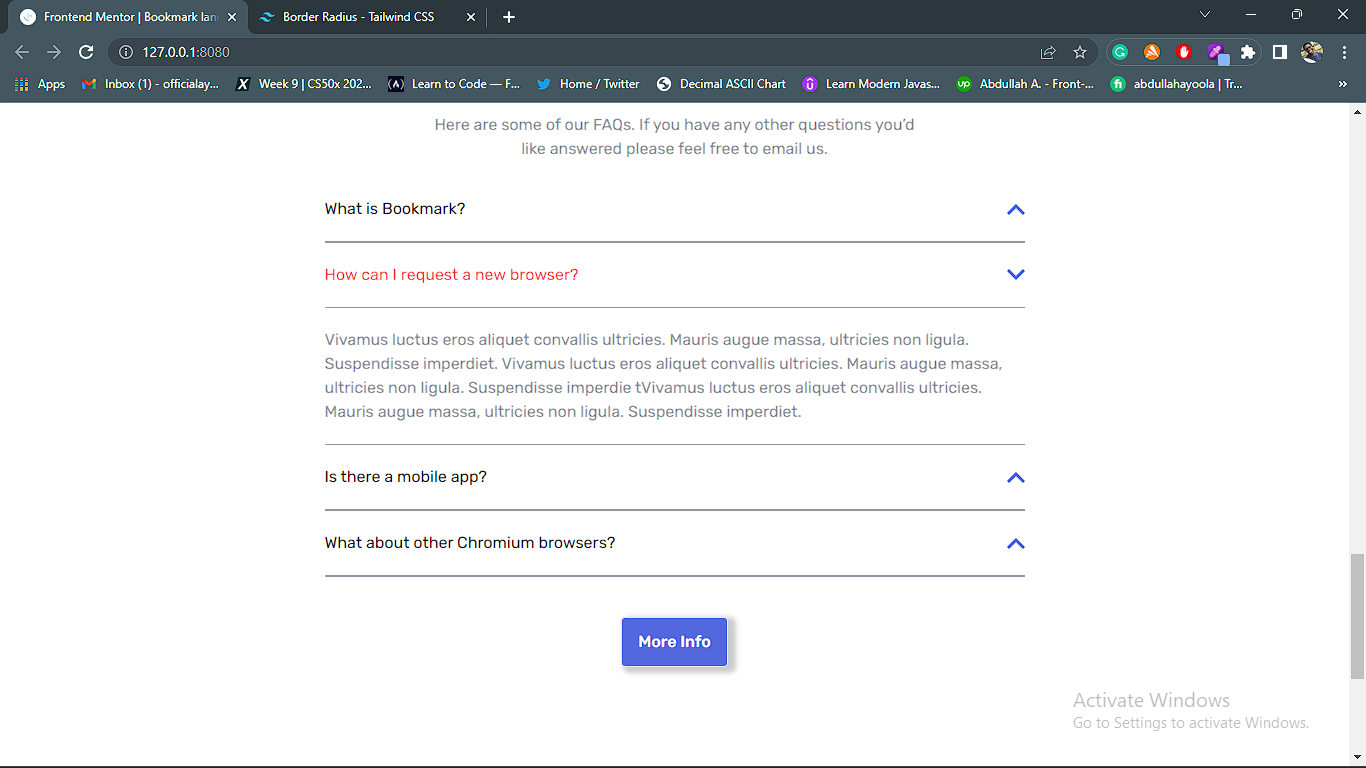 Frontend Mentor | Bookmark lan
Border Radius - Tailwind CSS
127.0.0.1:8080
Apps
Inbox (1) - officialay...
Week 9 | CS50x 202...
Learn to Code — F...
Home / Twitter
Decimal ASCII Chart
Learn Modern Javas...
Abdullah A. - Front-...
abdullahayoola | Tr...
Here are some of our FAQs. If you have any other questions you’d
like answered please feel free to email us.
What is Bookmark?
How can I request a new browser?
Vivamus luctus eros aliquet convallis ultricies. Mauris augue massa, ultricies non ligula.
Suspendisse imperdiet. Vivamus luctus eros aliquet convallis ultricies. Mauris augue massa,
ultricies non ligula. Suspendisse imperdie tVivamus luctus eros aliquet convallis ultricies.
Mauris augue massa, ultricies non ligula. Suspendisse imperdiet.
Is there a mobile app?
What about other Chromium browsers?
More Info
Activate Windows
Go to Settings to activate Windows.